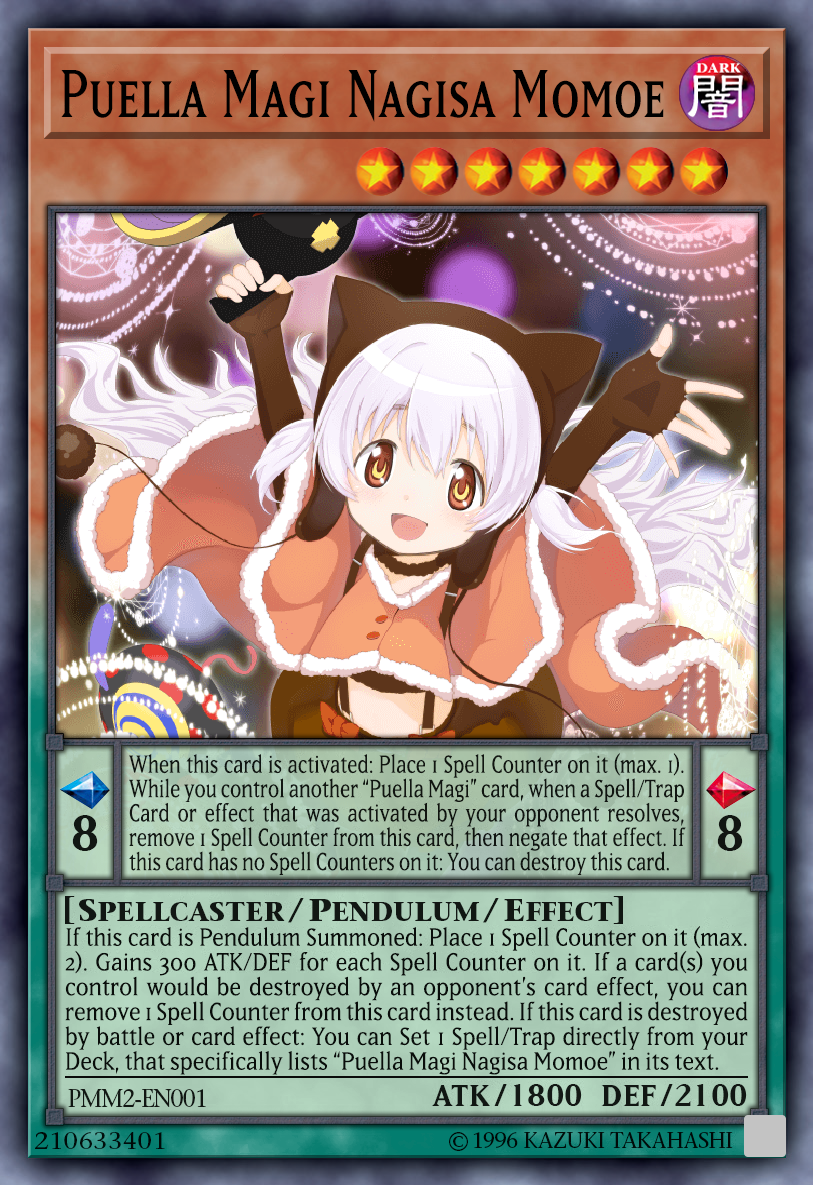 Puella Magi Nagisa Momoe
DARK
闇
When this card is activated: Place 1 Spell Counter on it (max. 1).
While you control another “Puella Magi” card, when a Spell/Trap
Card or effect that was activated by your opponent resolves,
remove 1 Spell Counter from this card, then negate that effect. If
this card has no Spell Counters on it: You can destroy this card.
8
8
[Spellcaster/Pendulum/Effect]
If this card is Pendulum Summoned: Place 1 Spell Counter on it (max.
2). Gains 300 ATK/DEF for each Spell Counter on it. If a card(s) you
control would be destroyed by an opponent’s card effect, you can
remove 1 Spell Counter from this card instead. If this card is destroyed
by battle or card effect: You can Set 1 Spell/Trap directly from your
Deck, that specifically lists “Puella Magi Nagisa Momoe” in its text.
PMM2-EN001
ATK/1800 DEF/2100
210633401
© 1996 KAZUKI TAKAHASHI